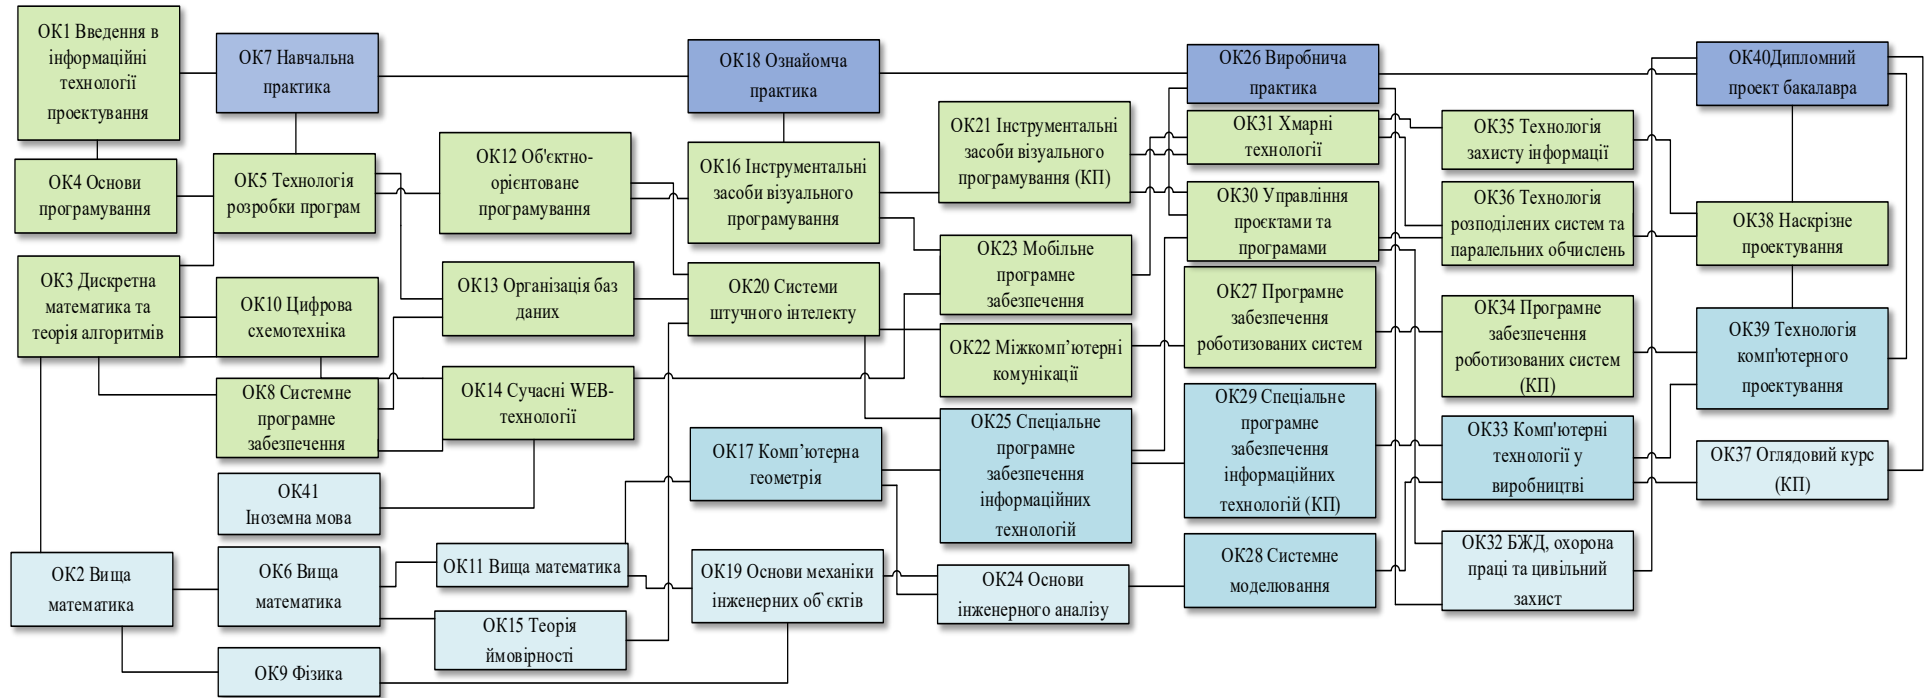 ОК1 Введення в
інформаційні
технології
проектування
ОК4 Основи
програмування
ОК3 Дискретна
математика та
теорія алгоритмів
ОК2 Вища
математика
ОК7 Навчальна
практика
ОК5 Технологія
розробки програм
ОК10 Цифрова
схемотехніка
ОК8 Системне
програмне
забезпечення
ОК41
Іноземна мова
ОК6 Вища
математика
ОК9 Фізика
ОК12 Об'єктно-
орієнтоване
програмування
ОК13 Організація баз
даних
ОК14 Сучасні WEB-
технології
ОК11 Вища математика
ОК15 Теорія
ймовірності
ОК18 Ознайомча
практика
ОК16 Інструментальні
засоби візуального
програмування
ОК20 Системи
штучного інтелекту
ОК17 Комп’ютерна
геометрія
ОК19 Основи механіки
інженерних об`єктів
ОК21 Інструментальні
засоби візуального
програмування (КП)
ОК23 Мобільне
програмне
забезпечення
ОК22 Міжкомп’ютерні
комунікації
ОК25 Спеціальне
програмне
забезпечення
інформаційних
технологій
ОК24 Основи
інженерного аналізу
ОК26 Виробнича
практика
ОК31 Хмарні
технології
ОК30 Управління
проєктами та
програмами
ОК27 Програмне
забезпечення
роботизованих систем
ОК29 Спеціальне
програмне
забезпечення
інформаційних
технологій (КП)
ОК28 Системне
моделювання
ОК35 Технологія
захисту інформації
ОК36 Технологія
розподілених систем та
паралельних обчислень
ОК34 Програмне
забезпечення
роботизованих систем
(КП)
ОК33 Комп'ютерні
технології у
виробництві
ОК32 БЖД, охорона
праці та цивільний
захист
ОК40Дипломний
проект бакалавра
ОК38 Наскрізне
проектування
ОК39 Технологія
комп'ютерного
проектування
ОК37 Оглядовий курс
(КП)